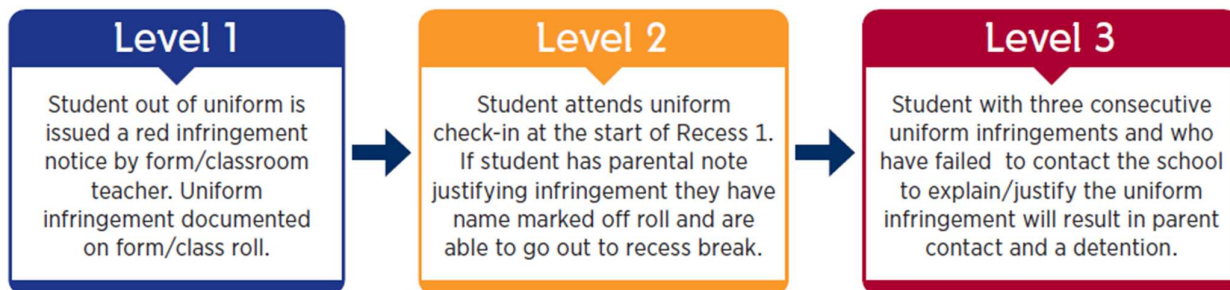 Level 1
Student out of uniform is
issued a red infringement
notice by form/classroom
teacher. Uniform
infringement documented
on form/class roll.
Level 2
Student attends uniform
check-in at the start of Recess 1.
If student has parental note
justifying infringement they have
name marked off roll and are
able to go out to recess break.
Level 3
Student with three consecutive
uniform infringements and who
have failed to contact the school
to explain/justify the uniform
infringement will result in parent
contact and a detention.